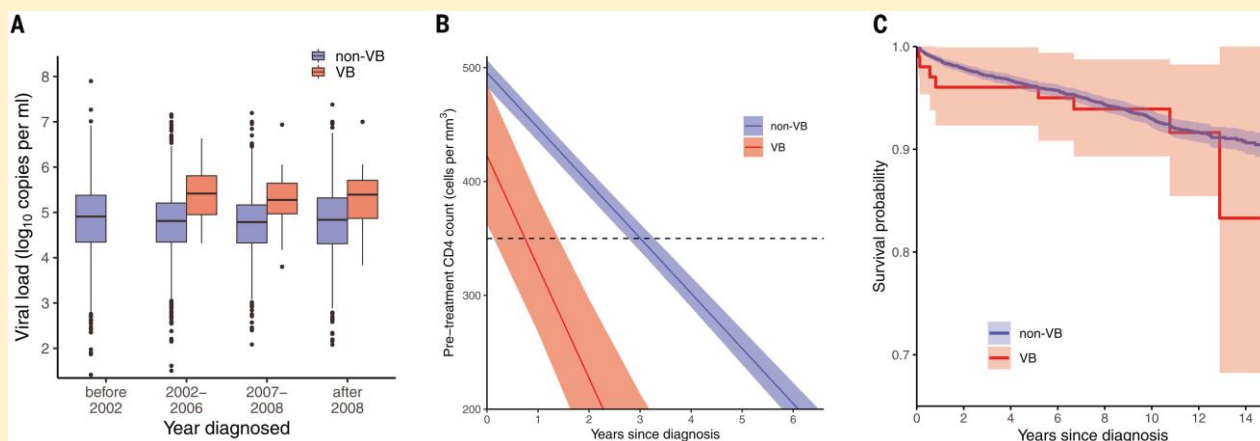 A
non-VB
VB
8
7
6
5
4
3
2
Viral load (log10 copies per ml)
before
2002
2002–
2006
2007–
2008
after
2008
Year diagnosed
B
500
400
300
200
Pre−treatment CD4 count (cells per mm3)
non-VB
VB
0
1
2
3
4
5
6
Years since diagnosis
C
1.0
0.9
0.8
0.7
Survival probability
non-VB
VB
0
2
4
6
8
10
12
14
Years since diagnosis